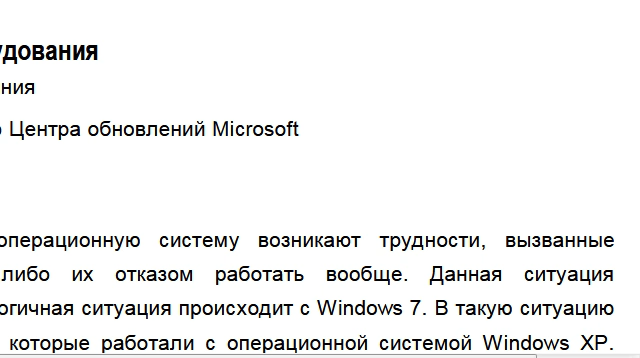 удования
ния
о Центра обновлений Microsoft
операционную систему возникают трудности, вызванные
либо их отказом работать вообще. Данная ситуация
огичная ситуация происходит с Windows 7. В такую ситуацию
которые работали с операционной системой Windows XP.